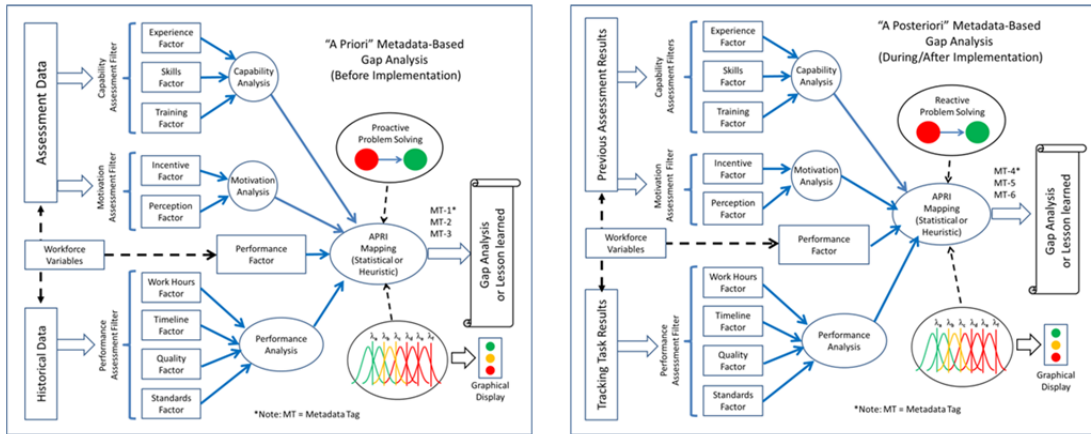 Assessment Data
Historical Data
Capability
Assessment Filter
Motivation
Assessment Filter
Performance
Assessment Filter
Workforce
Variables
Experience
Factor
Skills
Factor
Training
Factor
Capability
Analysis
Incentive
Factor
Perception
Factor
Motivation
Analysis
Performance
Factor
Work Hours
Factor
Timeline
Factor
Quality
Factor
Standards
Factor
Performance
Analysis
"A Priori" Metadata-Based
Gap Analysis
(Before Implementation)
Proactive
Problem Solving
APRI
Mapping
(Statistical or
Heuristic)
MT-1*
MT-2
MT-3
Gap Analysis
or Lesson learned
Graphical
Display
*Note: MT = Metadata Tag
Previous Assessment Results
Tracking Task Results
Capability
Assessment Filters
Motivation
Assessment Filter
Performance
Assessment Filter
Workforce
Variables
Experience
Factor
Skills
Factor
Training
Factor
Capability
Analysis
Incentive
Factor
Perception
Factor
Motivation
Analysis
Performance
Factor
Work Hours
Factor
Timeline
Factor
Quality
Factor
Standards
Factor
Performance
Analysis
"A Posteriori" Metadata-Based
Gap Analysis
(During/After Implementation)
Reactive
Problem Solving
APRI
Mapping
(Statistical or
Heuristic)
MT-4*
MT-5
MT-6
Gap Analysis
or Lesson learned
Graphical
Display
*Note: MT = Metadata Tag